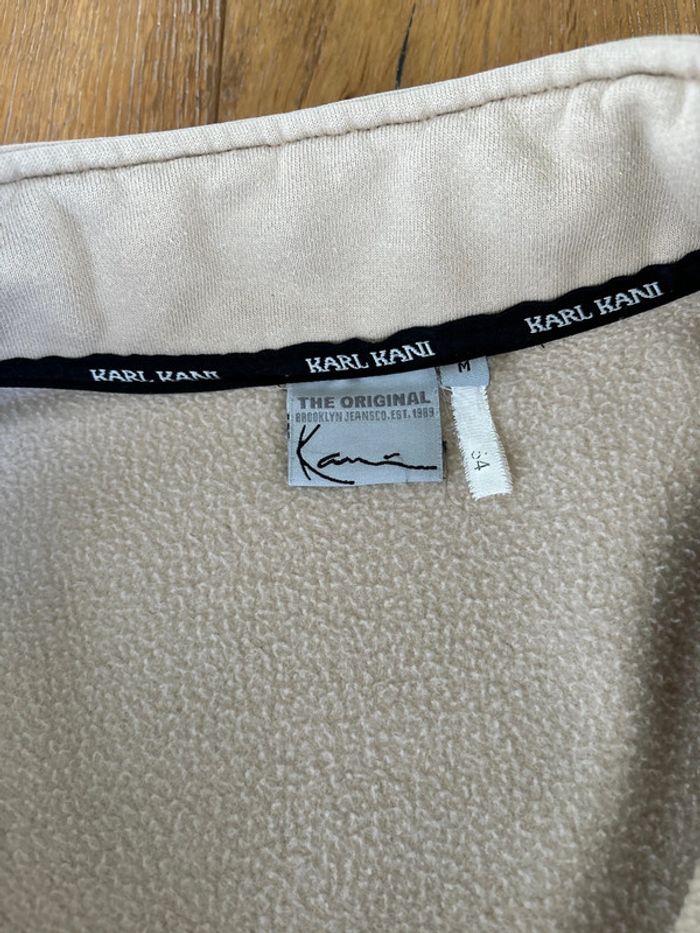 KARL KANI
KARL KANI
KARL KANI
M
THE ORIGINAL
BROOKLYN JEANSCO.EST.1989
Kani